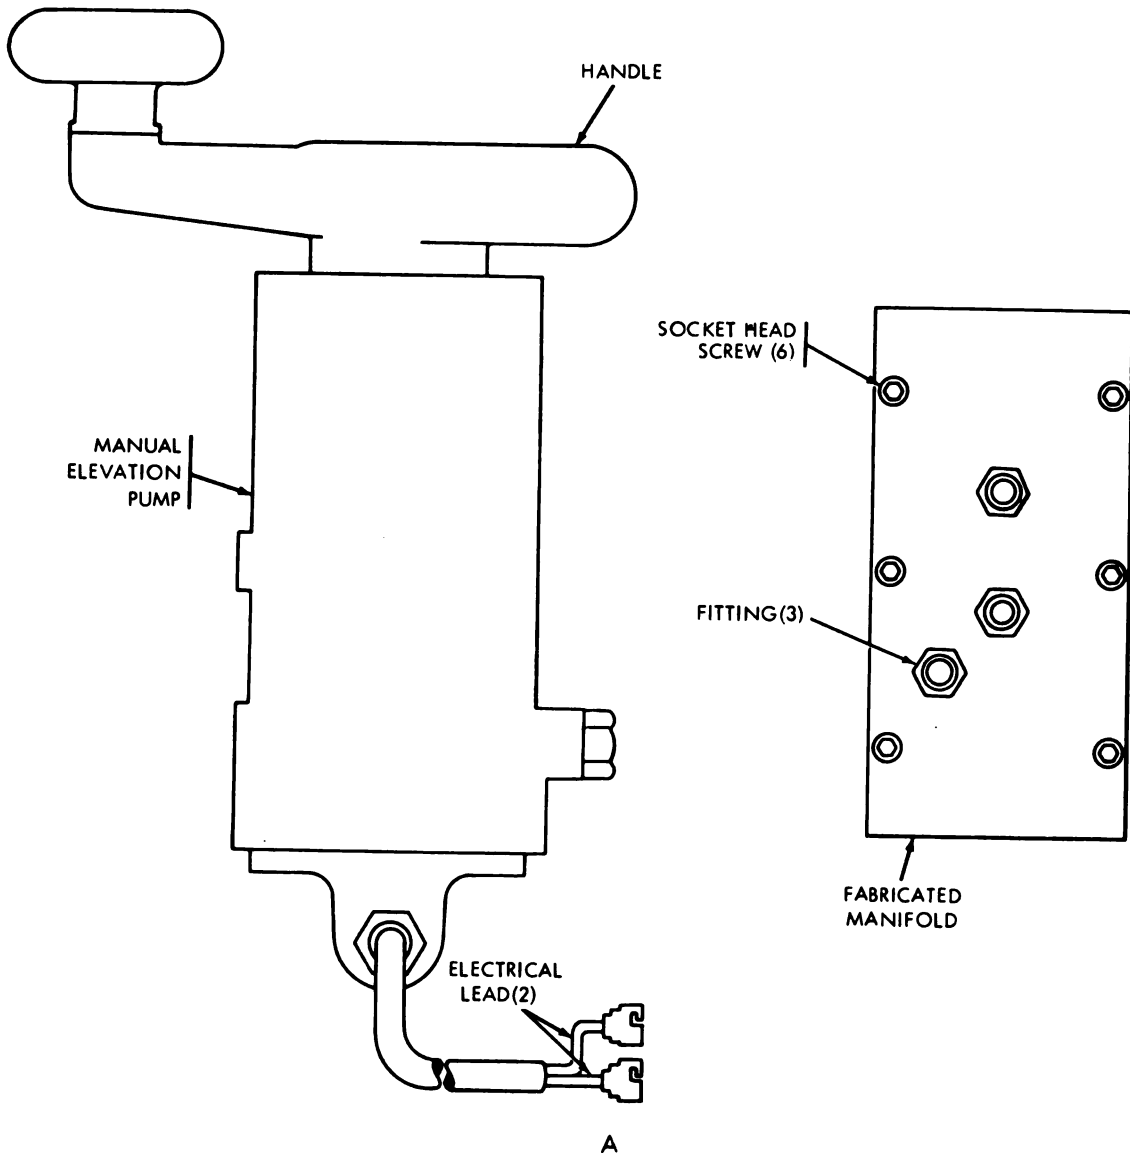 HANDLE
SOCKET HEAD
SCREW (6)
MANUAL
ELEVATION
PUMP
FITTING(3)
FABRICATED
MANIFOLD
ELECTRICAL
LEAD(2)
A